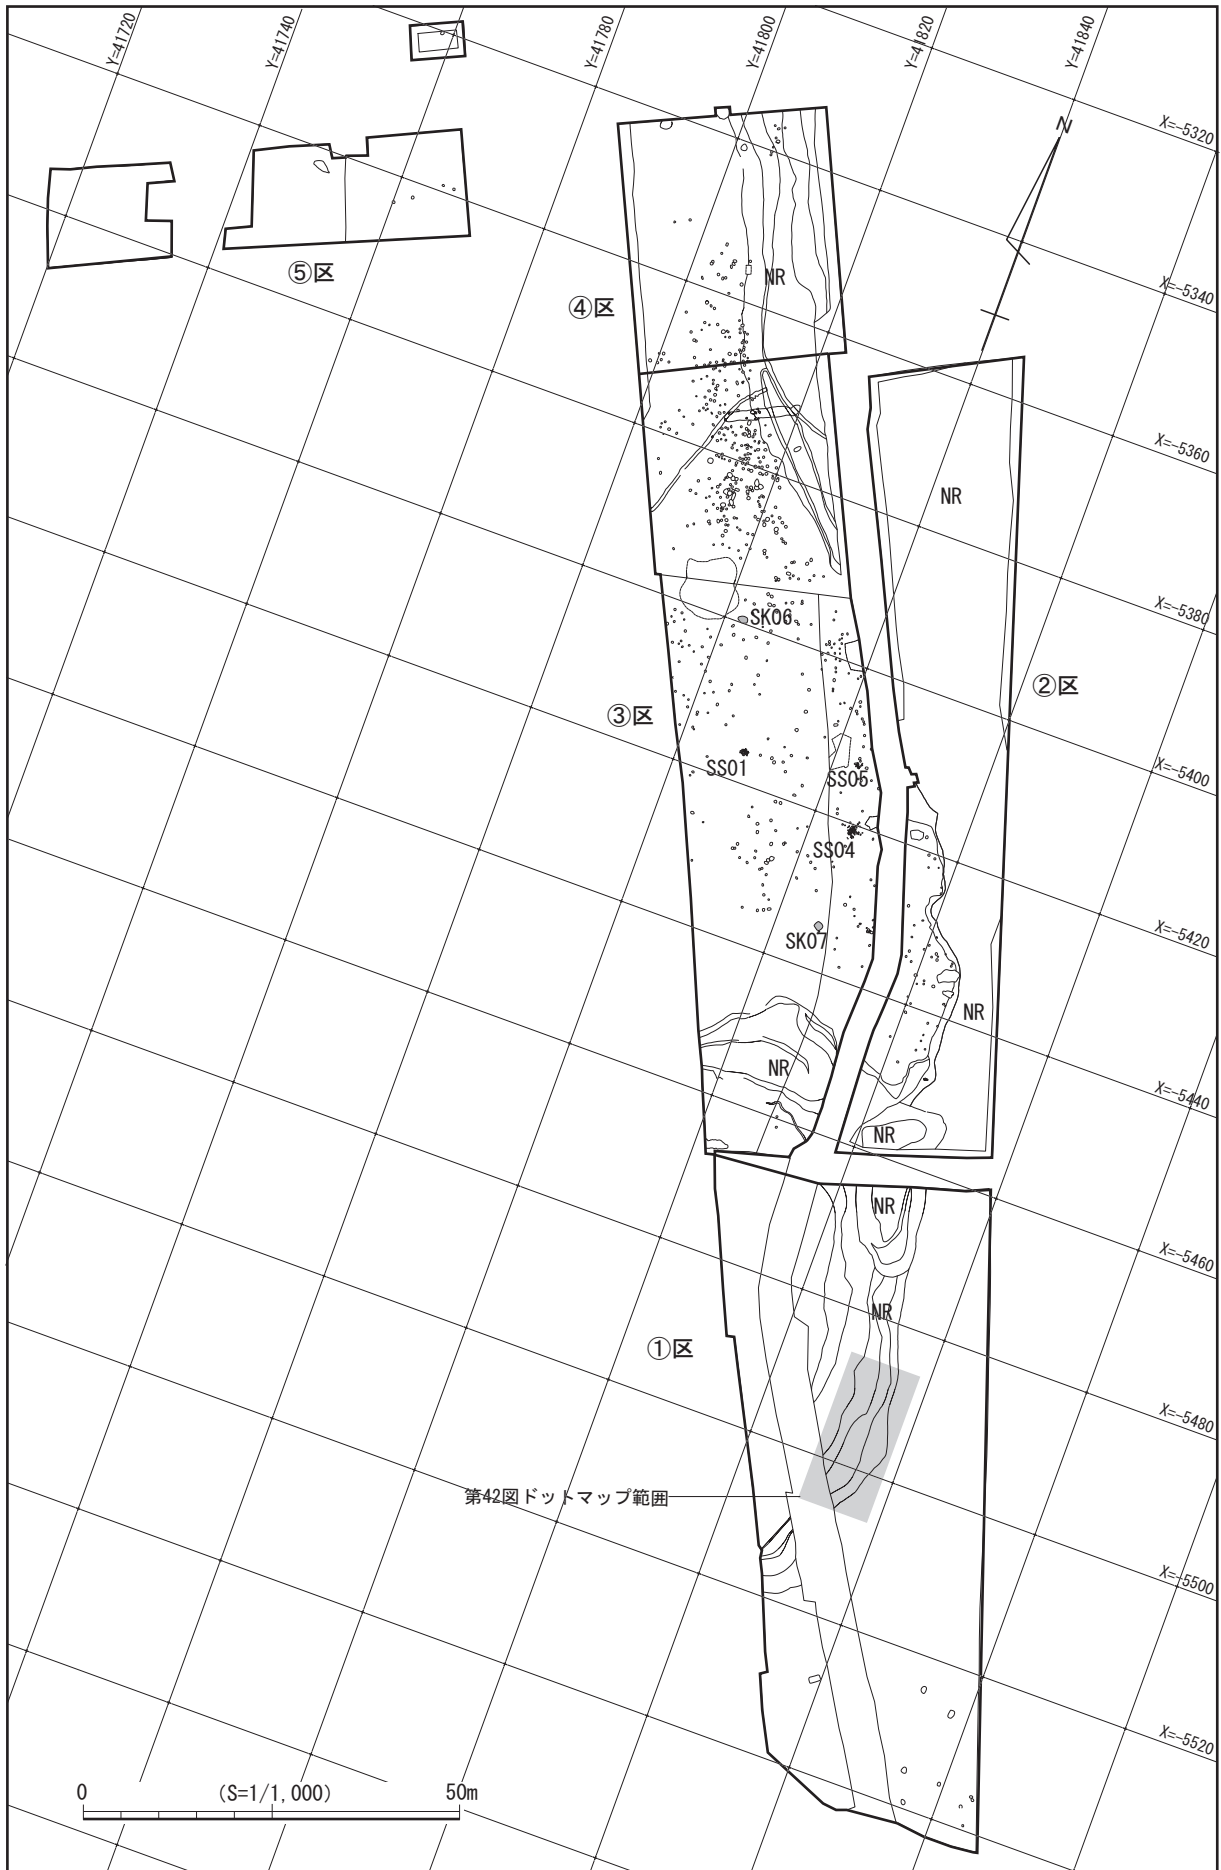 Y=41720
Y=41740
Y=41780
Y=41800
Y=41820
Y=41840
X=-5320
N
⑤区
④区
NR
X=-5340
X=-5360
NR
X=-5380
SK06
②区
③区
SS01
SS05
X=-5400
SS04
X=-5420
SK07
NR
NR
X=-5440
NR
NR
X=-5460
NR
①区
X=-5480
第42図ドットマップ範囲
X=-5500
X=-5520
0 (S=1/1,000) 50m